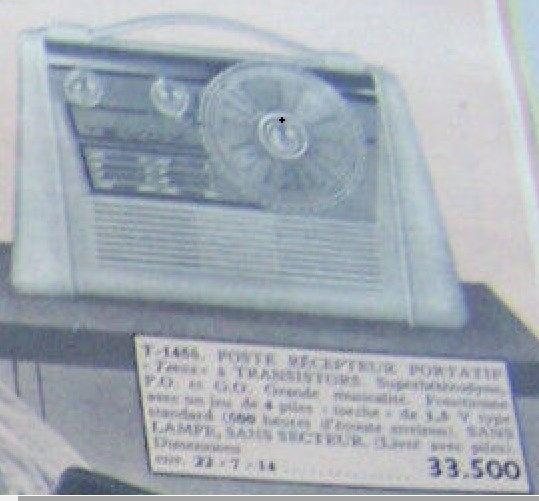 T-1455. POSTE RÉCEPTEUR PORTATIF
à TRANSISTORS. Superhétérodyne,
P.O. et G.O. Grande musicalité. Fonctionne
avec un jeu de 4 piles « torche » de 1,5 V type
standard (500 heures d'écoute environ). SANS
LAMPE, SANS SECTEUR. (Livré avec piles).
Dimensions
env. 22 - 7 - 14 33.500